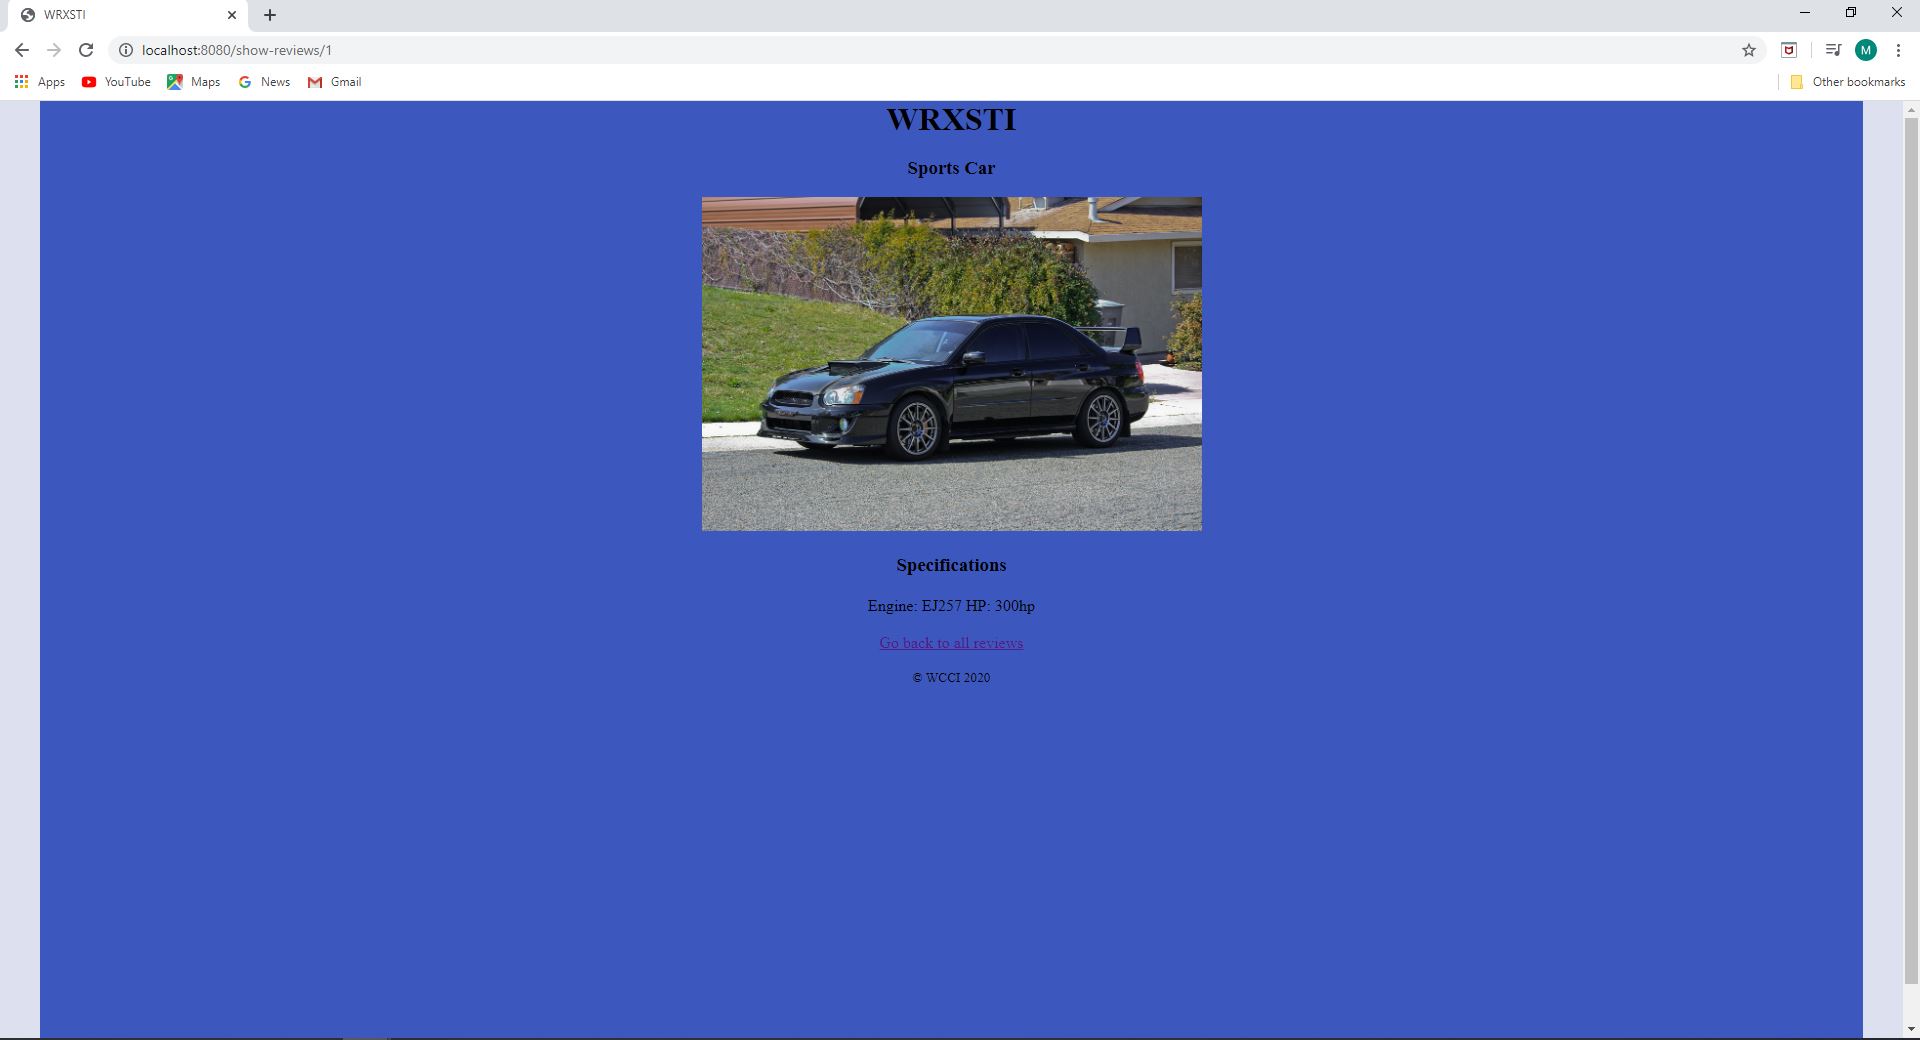 WRXSTI
localhost:8080/show-reviews/1
M
Apps YouTube Maps News Gmail Other bookmarks
WRXSTI
Sports Car
Specifications
Engine: EJ257 HP: 300hp
Go back to all reviews
© WCCI 2020